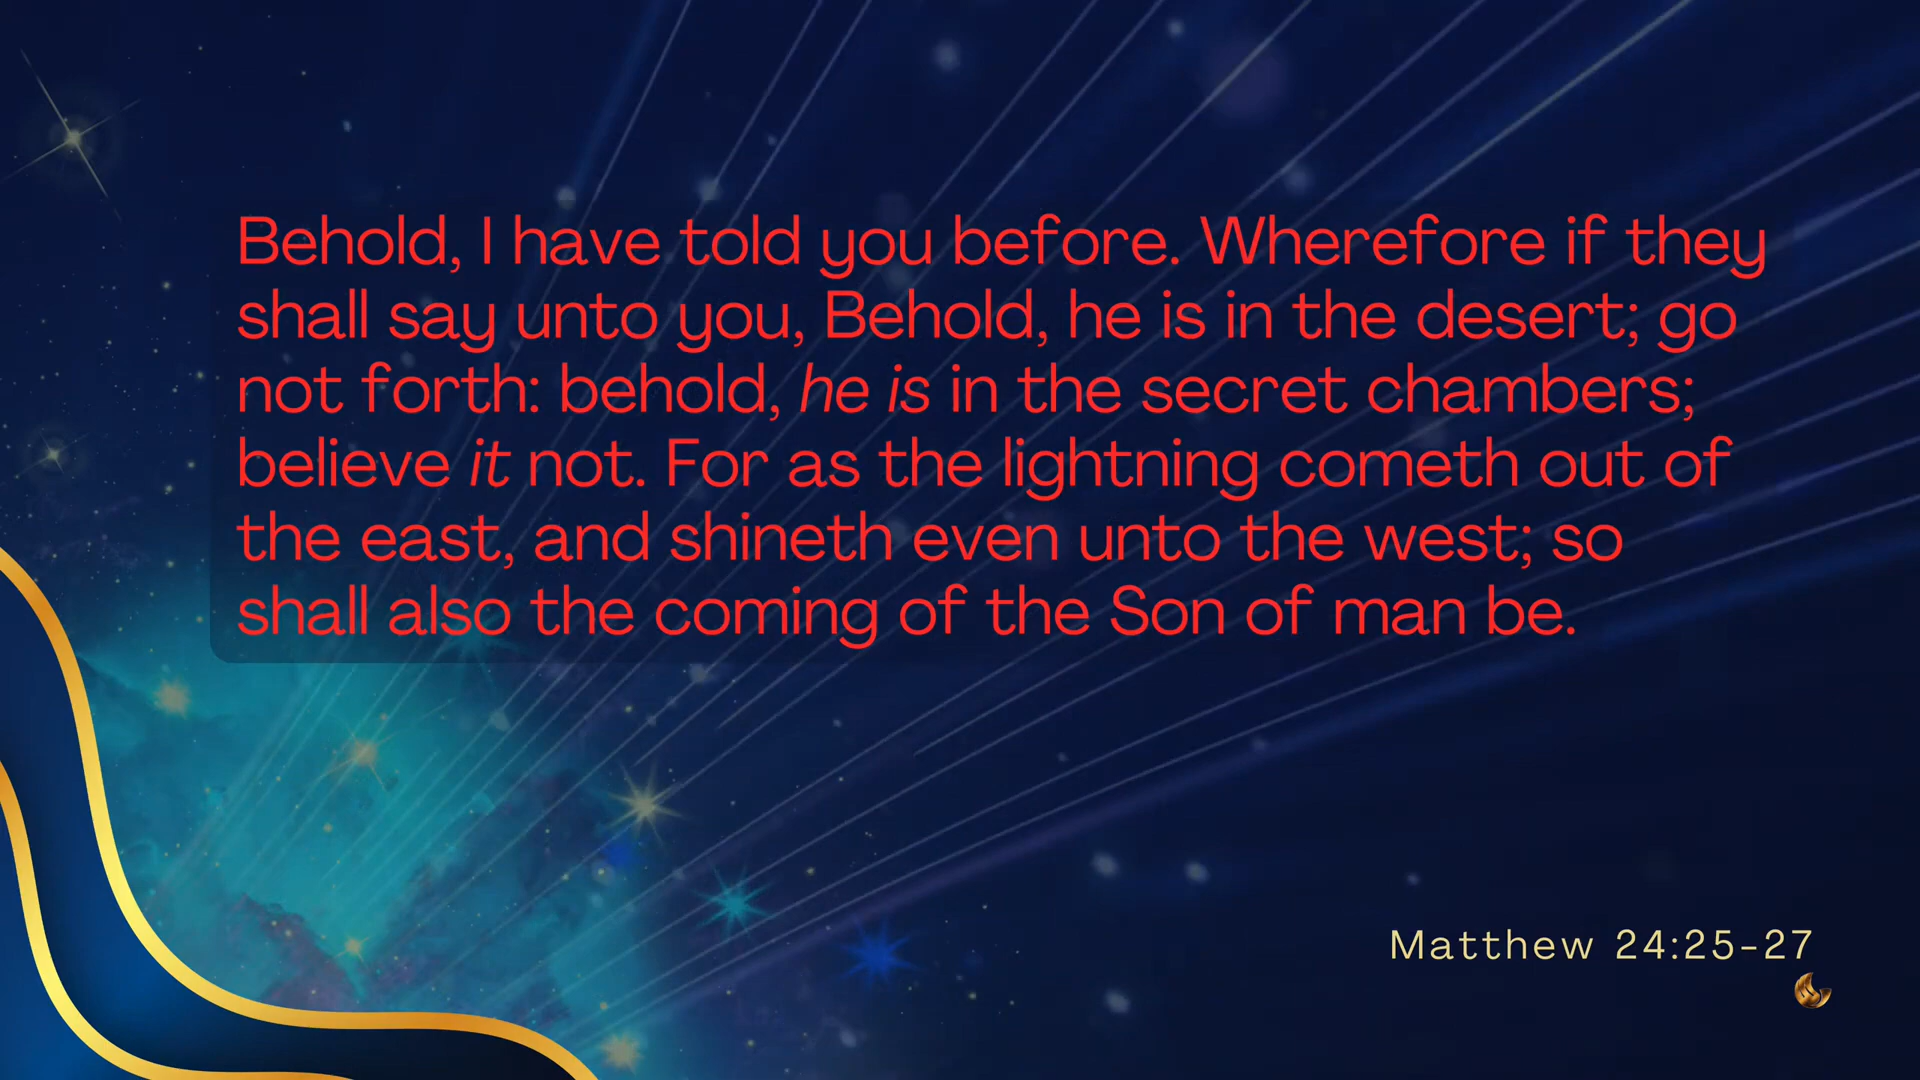 Behold, I have told you before. Wherefore if they
shall say unto you, Behold, he is in the desert; go
not forth: behold, he is in the secret chambers;
believe it not. For as the lightning cometh out of
the east, and shineth even unto the west; so
shall also the coming of the Son of man be.
Matthew 24:25-27